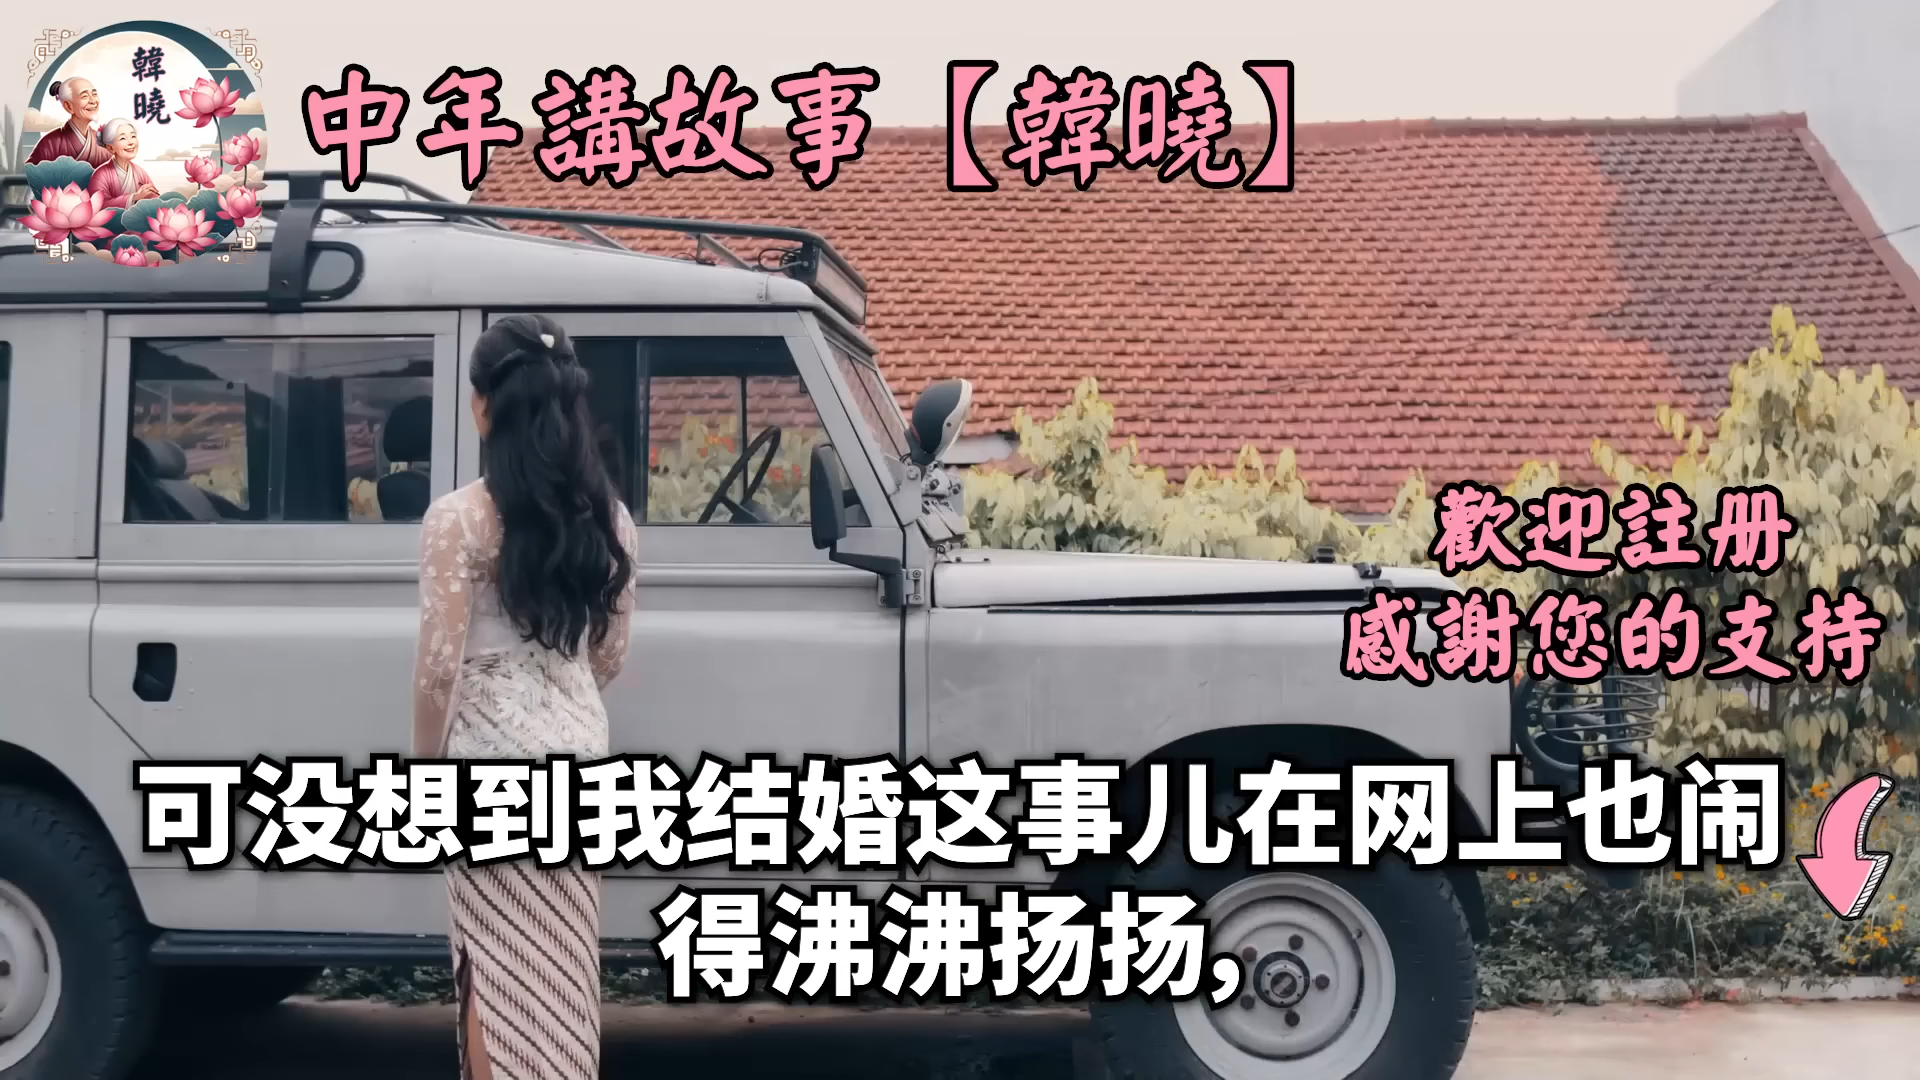 韓
曉
中年講故事【韓曉】
歡迎註册
感謝您的支持
可没想到我结婚这事儿在网上也闹
得沸沸扬扬,